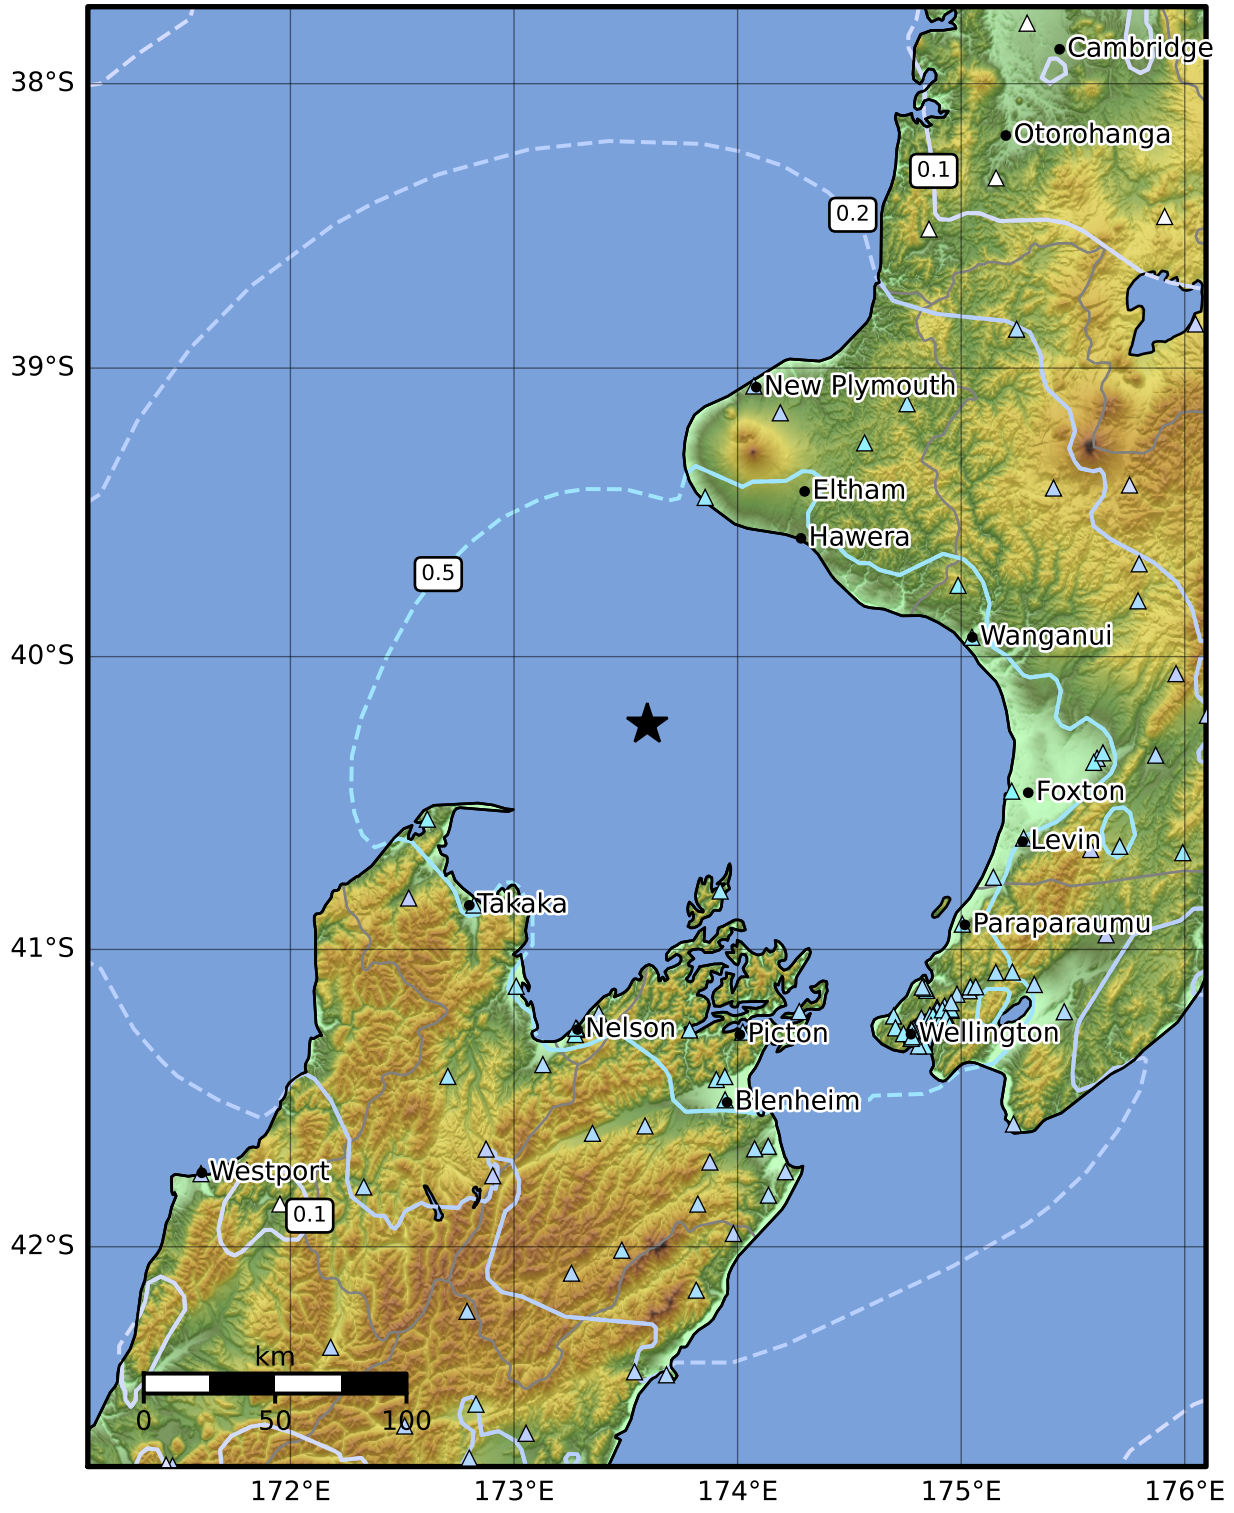 Cambridge
38°S
Otorohanga
0.1
0.2
39°S
New Plymouth
Eltham
Hawera
0.5
Wanganui
40°S
Foxton
Levin
Takaka
Paraparaumu
41°S
Nelson
Picton
Wellington
Blenheim
Westport
0.1
42°S
km
0 50 100
172°E 173°E 174°E 175°E 176°E